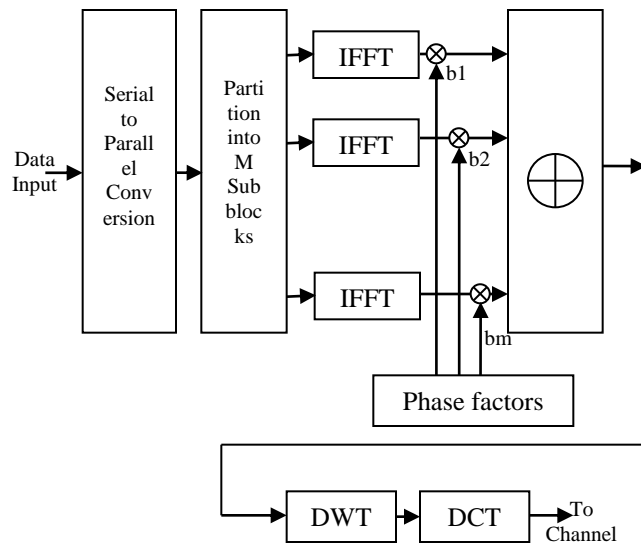 Data
Input
Serial
to
Parall
el
Conv
ersion
Parti
tion
into
M
Sub
bloc
ks
IFFT
b1
IFFT
b2
IFFT
bm
Phase factors
DWT
DCT
To
Channel